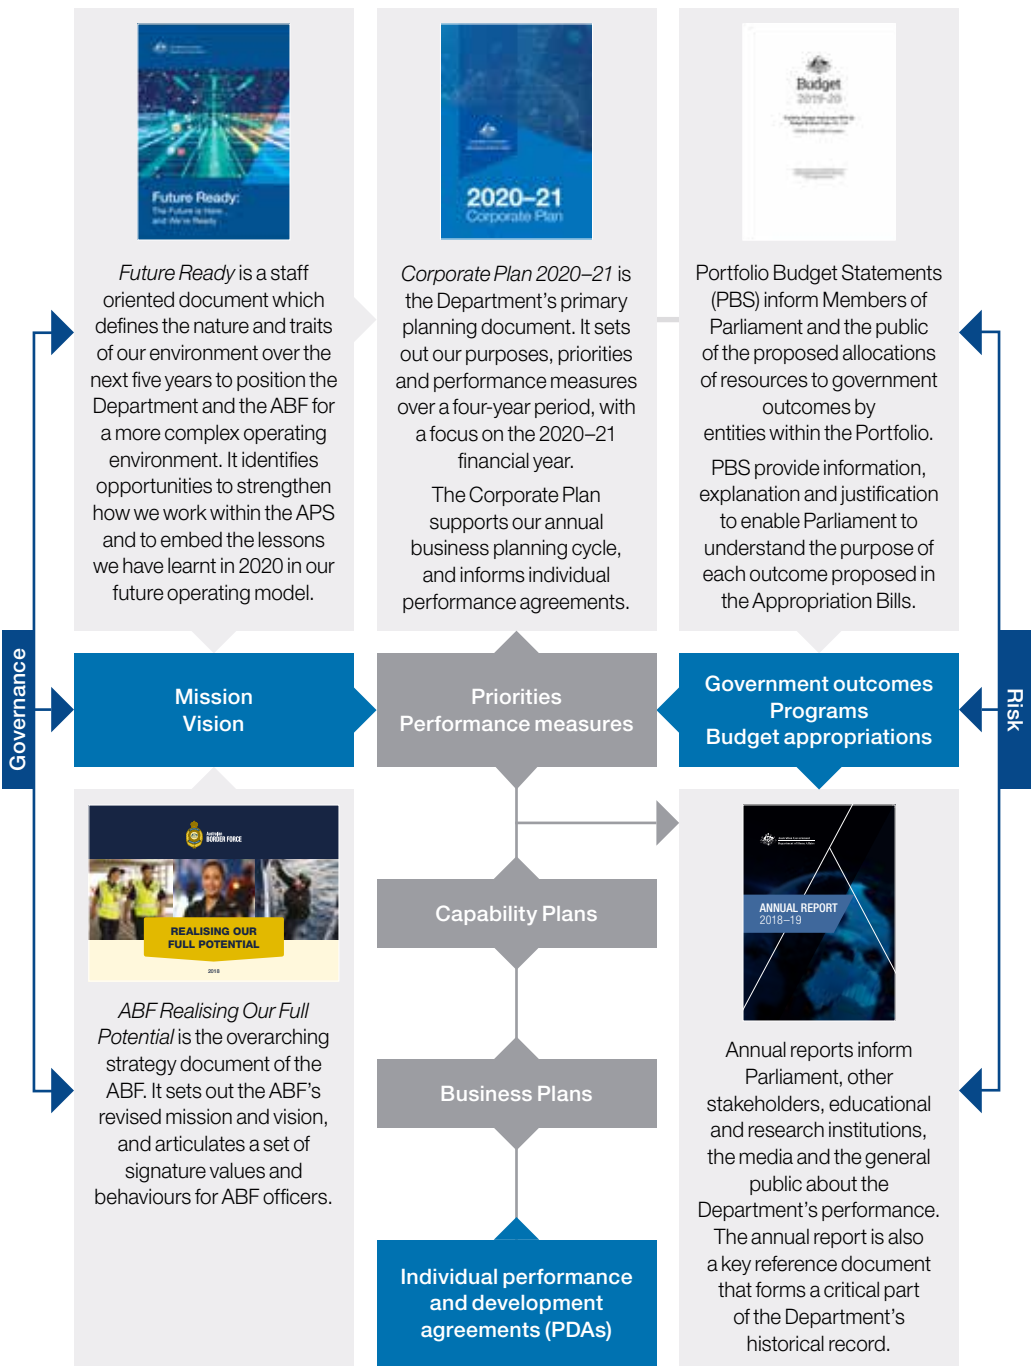 Future Ready:
The Future is Here
and We're Ready
Future Ready is a staff
oriented document which
defines the nature and traits
of our environment over the
next five years to position the
Department and the ABF for
a more complex operating
environment. It identifies
opportunities to strengthen
how we work within the APS
and to embed the lessons
we have learnt in 2020 in our
future operating model.
2020–21
Corporate Plan
Corporate Plan 2020–21 is
the Department's primary
planning document. It sets
out our purposes, priorities
and performance measures
over a four-year period, with
a focus on the 2020–21
financial year.
The Corporate Plan
supports our annual
business planning cycle,
and informs individual
performance agreements.
Budget
2019-20
Portfolio Budget Statements
(PBS) inform Members of
Parliament and the public
of the proposed allocations
of resources to government
outcomes by
entities within the Portfolio.
PBS provide information,
explanation and justification
to enable Parliament to
understand the purpose of
each outcome proposed in
the Appropriation Bills.
Governance
Mission
Vision
Priorities
Performance measures
Government outcomes
Programs
Budget appropriations
Risk
Australian
BORDER FORCE
REALISING OUR
FULL POTENTIAL
2018
ABF Realising Our Full
Potential is the overarching
strategy document of the
ABF. It sets out the ABF's
revised mission and vision,
and articulates a set of
signature values and
behaviours for ABF officers.
Capability Plans
Business Plans
Individual performance
and development
agreements (PDAs)
Australian Government
Department of Home Affairs
ANNUAL REPORT
2018–19
Annual reports inform
Parliament, other
stakeholders, educational
and research institutions,
the media and the general
public about the
Department's performance.
The annual report is also
a key reference document
that forms a critical part
of the Department's
historical record.